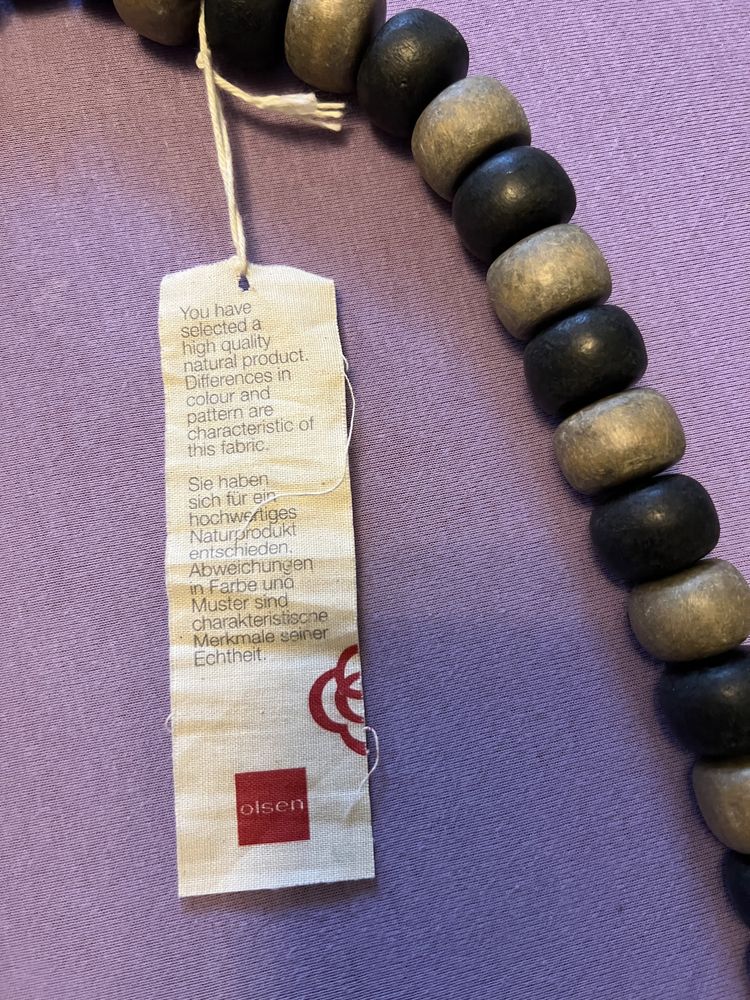 You have
selected a
high quality
natural product.
Differences in
colour and
pattern are
characteristic of
this fabric.
Sie haben
sich für ein
hochwertiges
Naturprodukt
entschieden.
Abweichungen
in Farbe und
Muster sind
charakteristische
Merkmale seiner
Echtheit.
olsen